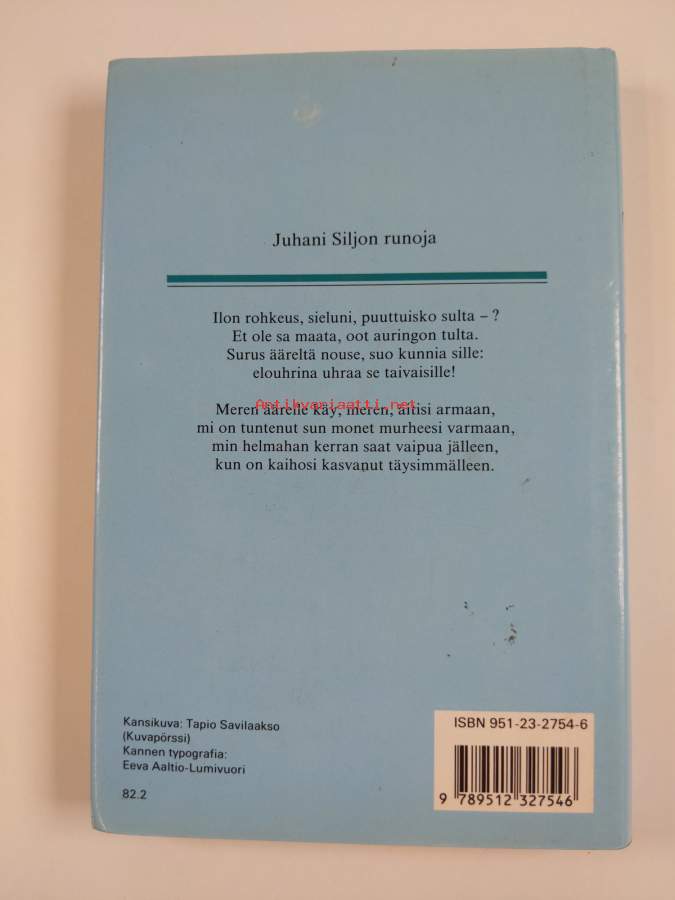 Juhani Siljon runoja
Ilon rohkeus, sieluni, puuttuisko sulta – ?
Et ole sa maata, oot auringon tulta.
Surus ääreltä nouse, suo kunnia sille:
elouhrina uhraa se taivaisille!
Antikvariaatti.net
Meren äärelle käy, meren, äitisi armaan,
mi on tuntenut sun monet murheesi varmaan,
min helmahan kerran saat vaipua jälleen,
kun on kaihosi kasvanut täysimmälleen.
Kansikuva: Tapio Savilaakso
(Kuvapörssi)
Kannen typografia:
Eeva Aaltio-Lumivuori
82.2
ISBN 951-23-2754-6
9 789512 327546